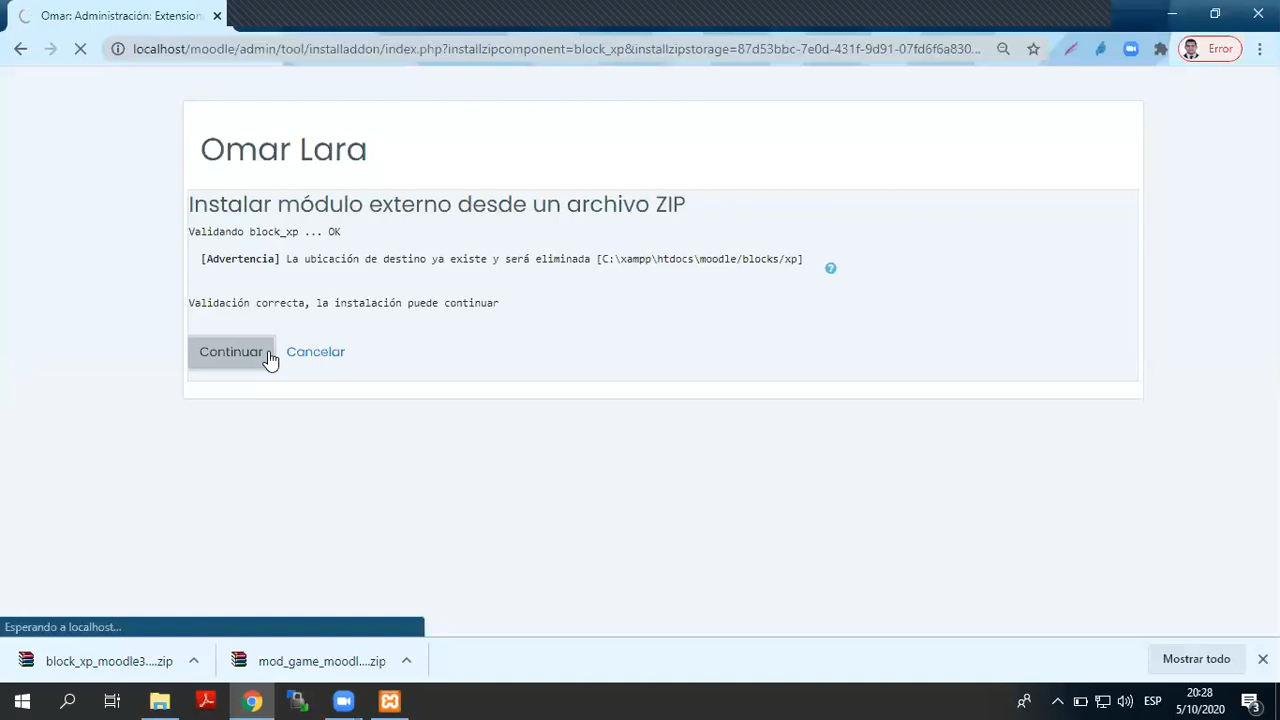 Omar: Administración: Extension
localhost/moodle/admin/tool/installaddon/index.php?installzipcomponent=block_xp&installzipstorage=87d53bbc-7e0d-431f-9d91-07fd6f6a830...
Error
Omar Lara
Instalar módulo externo desde un archivo ZIP
Validando block_xp ... OK
[Advertencia] La ubicación de destino ya existe y será eliminada [C:\xampp\htdocs\moodle/blocks/xp]
Validación correcta, la instalación puede continuar
Continuar
Cancelar
Esperando a localhost...
block_xp_moodle3....zip
mod_game_moodl....zip
Mostrar todo
ESP
20:28
5/10/2020
3